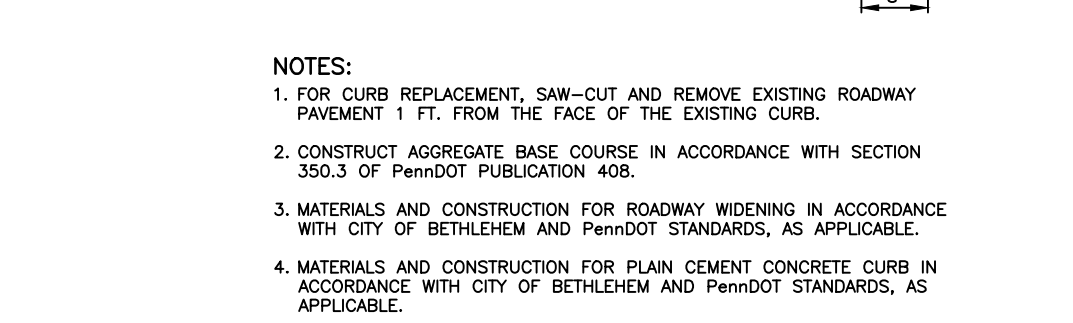 NOTES:
1. FOR CURB REPLACEMENT, SAW-CUT AND REMOVE EXISTING ROADWAY
PAVEMENT 1 FT. FROM THE FACE OF THE EXISTING CURB.
2. CONSTRUCT AGGREGATE BASE COURSE IN ACCORDANCE WITH SECTION
350.3 OF PennDOT PUBLICATION 408.
3. MATERIALS AND CONSTRUCTION FOR ROADWAY WIDENING IN ACCORDANCE
WITH CITY OF BETHLEHEM AND PennDOT STANDARDS, AS APPLICABLE.
4. MATERIALS AND CONSTRUCTION FOR PLAIN CEMENT CONCRETE CURB IN
ACCORDANCE WITH CITY OF BETHLEHEM AND PennDOT STANDARDS, AS
APPLICABLE.